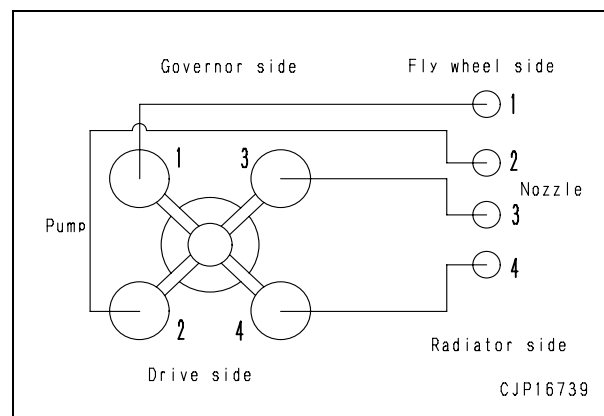 Governor side
Fly wheel side
1
1
3
2
Nozzle
Pump
3
2
4
4
Drive side
Radiator side
CJP16739